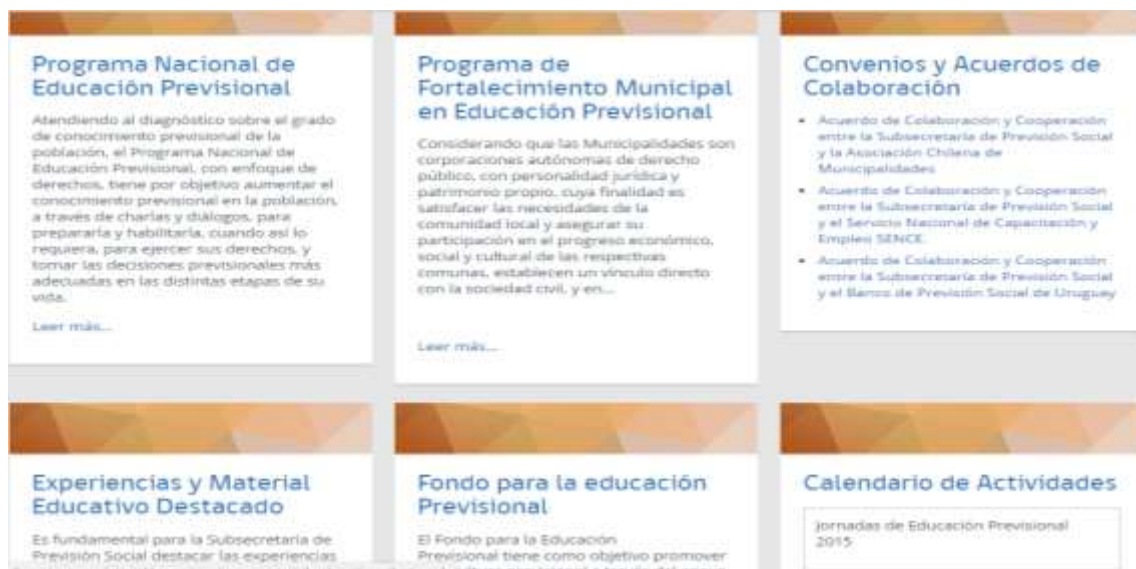 Programa Nacional de
Educación Previsional
Atendiendo al diagnóstico sobre el grado
de conocimiento previsional de la
población, el Programa Nacional de
Educación Previsional, con enfoque de
derechos, tiene por objetivo aumentar el
conocimiento previsional en la población,
a través de charlas y diálogos, para
prepararla y habilitarla, cuando así lo
requiera, para ejercer sus derechos, y
tomar las decisiones previsionales más
adecuadas en las distintas etapas de su
vida.
Leer más...
Programa de
Fortalecimiento Municipal
en Educación Previsional
Considerando que las Municipalidades son
corporaciones autónomas de derecho
público, con personalidad jurídica y
patrimonio propio, cuya finalidad es
satisfacer las necesidades de la
comunidad local y asegurar su
participación en el progreso económico,
social y cultural de las respectivas
comunas, establecen un vínculo directo
con la sociedad civil, y en...
Leer más...
Convenios y Acuerdos de
Colaboración
• Acuerdo de Colaboración y Cooperación
entre la Subsecretaría de Previsión Social
y la Asociación Chilena de
Municipalidades
• Acuerdo de Colaboración y Cooperación
entre la Subsecretaría de Previsión Social
y el Servicio Nacional de Capacitación y
Empleo SENCE.
• Acuerdo de Colaboración y Cooperación
entre la Subsecretaría de Previsión Social
y el Banco de Previsión Social de Uruguay
Experiencias y Material
Educativo Destacado
Es fundamental para la Subsecretaría de
Previsión Social destacar las experiencias
Fondo para la educación
Previsional
El Fondo para la Educación
Previsional tiene como objetivo promover
Calendario de Actividades
Jornadas de Educación Previsional
2015